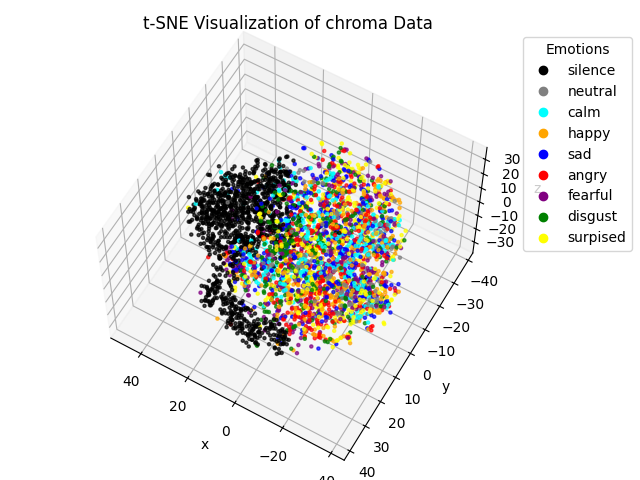 t-SNE Visualization of chroma Data
Emotions
silence
neutral
calm
happy
sad
angry
fearful
disgust
surpised
30
20
10
0
−10
−20
−30
z
−40
−30
−20
−10
0
10
20
30
40
y
40
20
0
−20
x